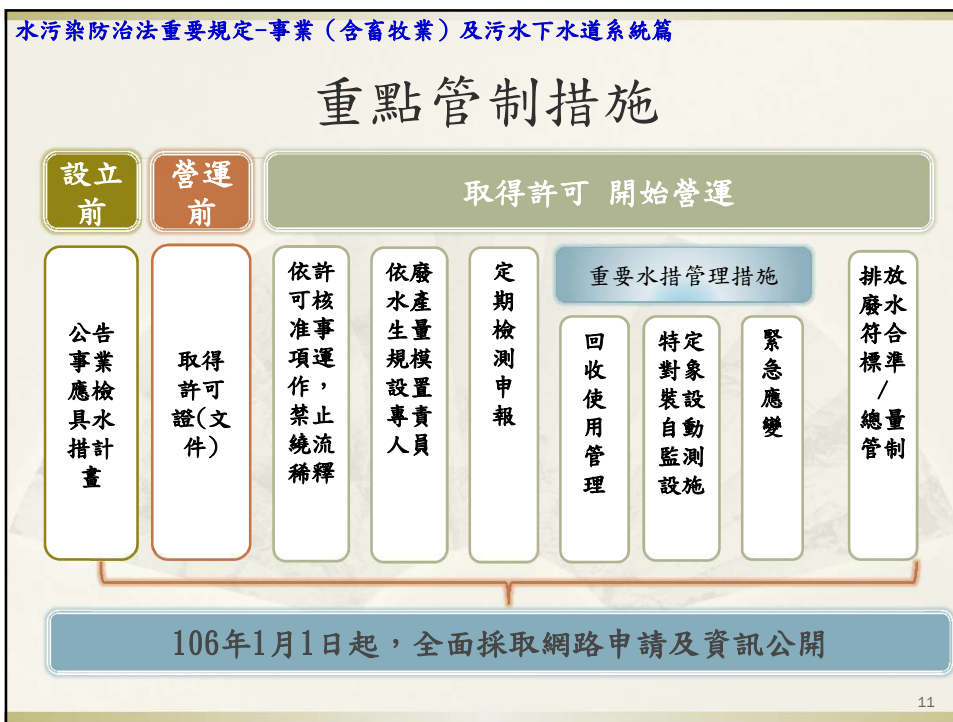 水污染防治法重要規定-事業（含畜牧業）及污水下水道系統篇
重點管制措施
設立
前
營運
前
取得許可 開始營運
公告
事業
應檢
具水
措計
畫
取得
許可
證(文
件)
依許
可核
准事
項運
作，
禁止
繞流
稀釋
依廢
水產
生量
規模
設置
專責
人員
定
期
檢
測
申
報
重要水措管理措施
回
收
使
用
管
理
特定
對象
裝設
自動
監測
設施
緊
急
應
變
排放
廢水
符合
標準
/
總量
管制
106年1月1日起，全面採取網路申請及資訊公開
11